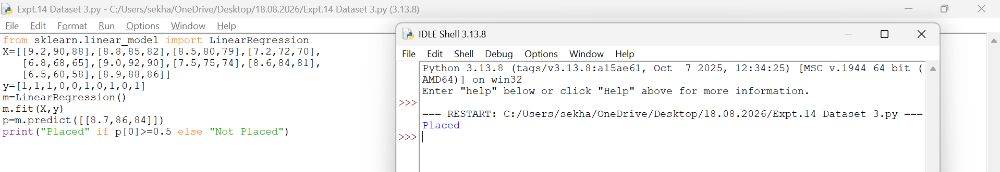 Expt.14 Dataset 3.py - C:/Users/sekha/OneDrive/Desktop/18.08.2026/Expt.14 Dataset 3.py (3.13.8)
File Edit Format Run Options Window Help
from sklearn.linear_model import LinearRegression
X=[[9.2,90,88],[8.8,85,82],[8.5,80,79],[7.2,72,70],
   [6.8,68,65],[9.0,92,90],[7.5,75,74],[8.6,84,81],
   [6.5,60,58],[8.9,88,86]]
y=[1,1,1,0,0,1,0,1,0,1]
m=LinearRegression()
m.fit(X,y)
p=m.predict([[8.7,86,84]])
print("Placed" if p[0]>=0.5 else "Not Placed")
IDLE Shell 3.13.8
File Edit Shell Debug Options Window Help
Python 3.13.8 (tags/v3.13.8:a15ae61, Oct  7 2025, 12:34:25) [MSC v.1944 64 bit (
AMD64)] on win32
Enter "help" below or click "Help" above for more information.
>>>
=== RESTART: C:/Users/sekha/OneDrive/Desktop/18.08.2026/Expt.14 Dataset 3.py ===
Placed
>>>